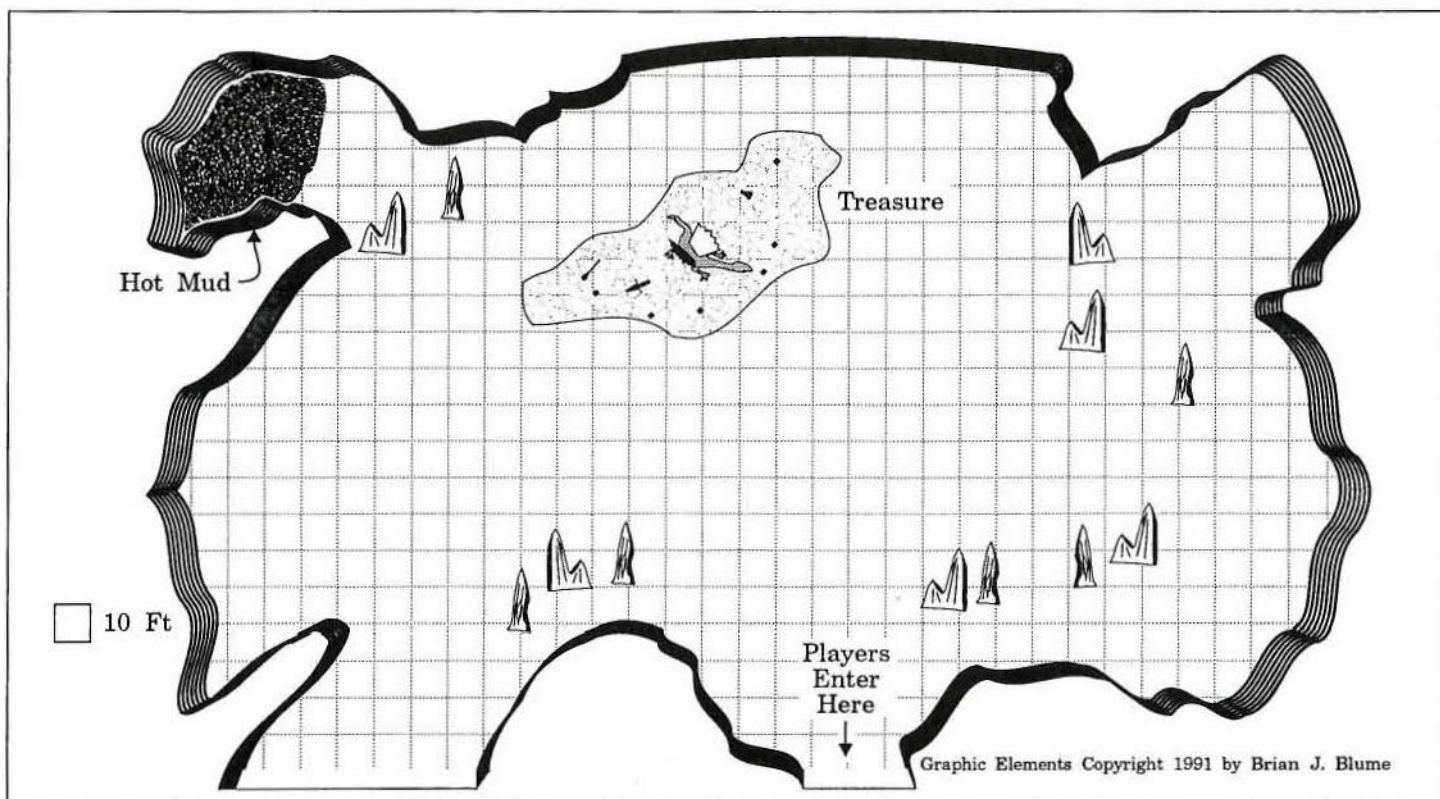 Treasure
Hot Mud
10 Ft
Players
Enter
Here
Graphic Elements Copyright 1991 by Brian J. Blume